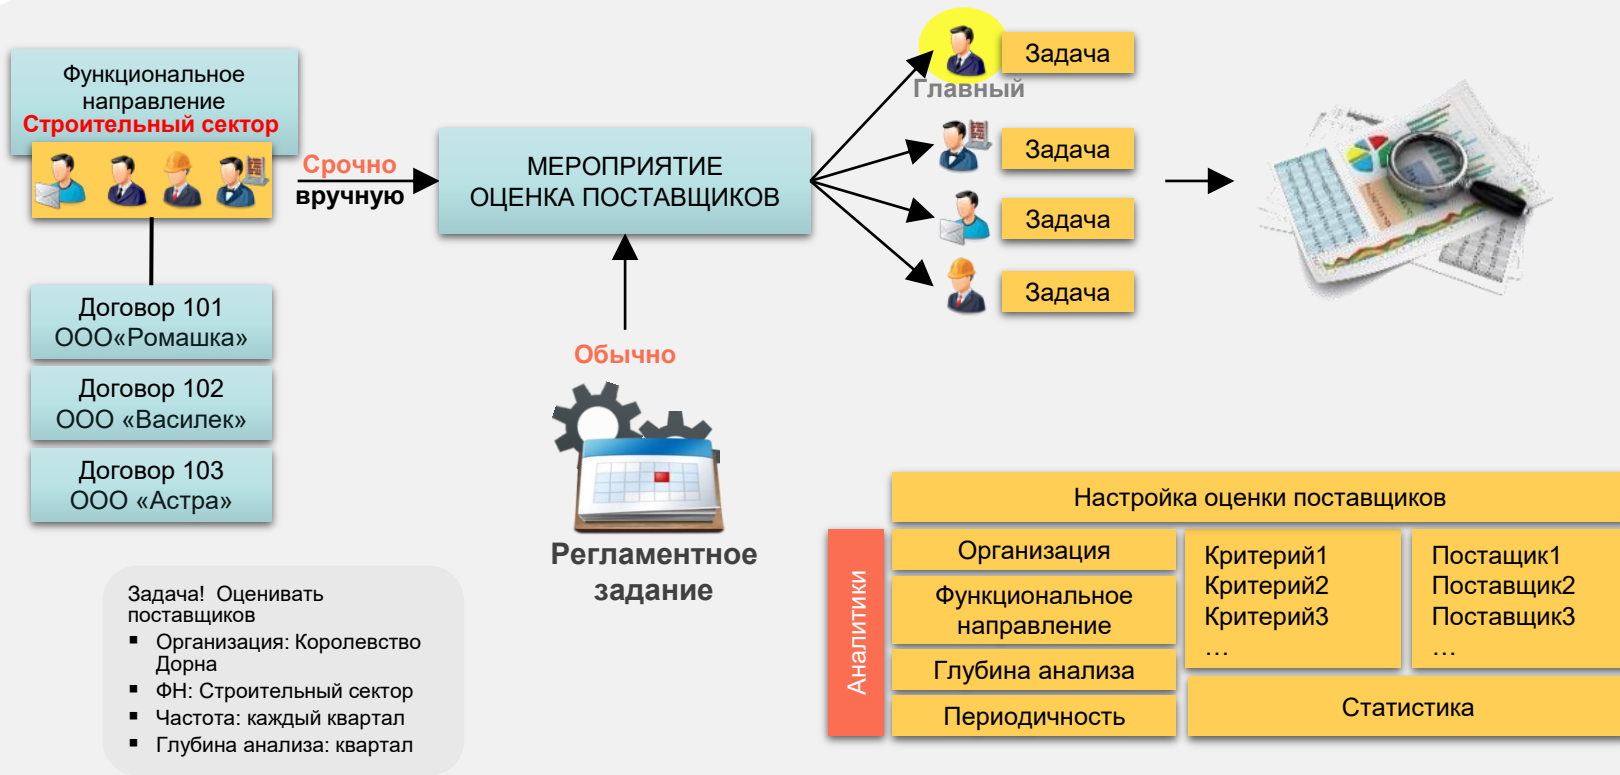 Функциональное
направление
Строительный сектор
Срочно
вручную
Договор 101
ООО«Ромашка»
Договор 102
ООО «Василек»
Договор 103
ООО «Астра»
МЕРОПРИЯТИЕ
ОЦЕНКА ПОСТАВЩИКОВ
Обычно
Регламентное
задание
Главный
Задача
Задача
Задача
Задача
Задача! Оценивать
поставщиков
▪ Организация: Королевство
Дорна
▪ ФН: Строительный сектор
▪ Частота: каждый квартал
▪ Глубина анализа: квартал
Настройка оценки поставщиков
Аналитики
Организация
Функциональное
направление
Глубина анализа
Периодичность
Критерий1
Критерий2
Критерий3
…
Постащик1
Поставщик2
Поставщик3
…
Статистика